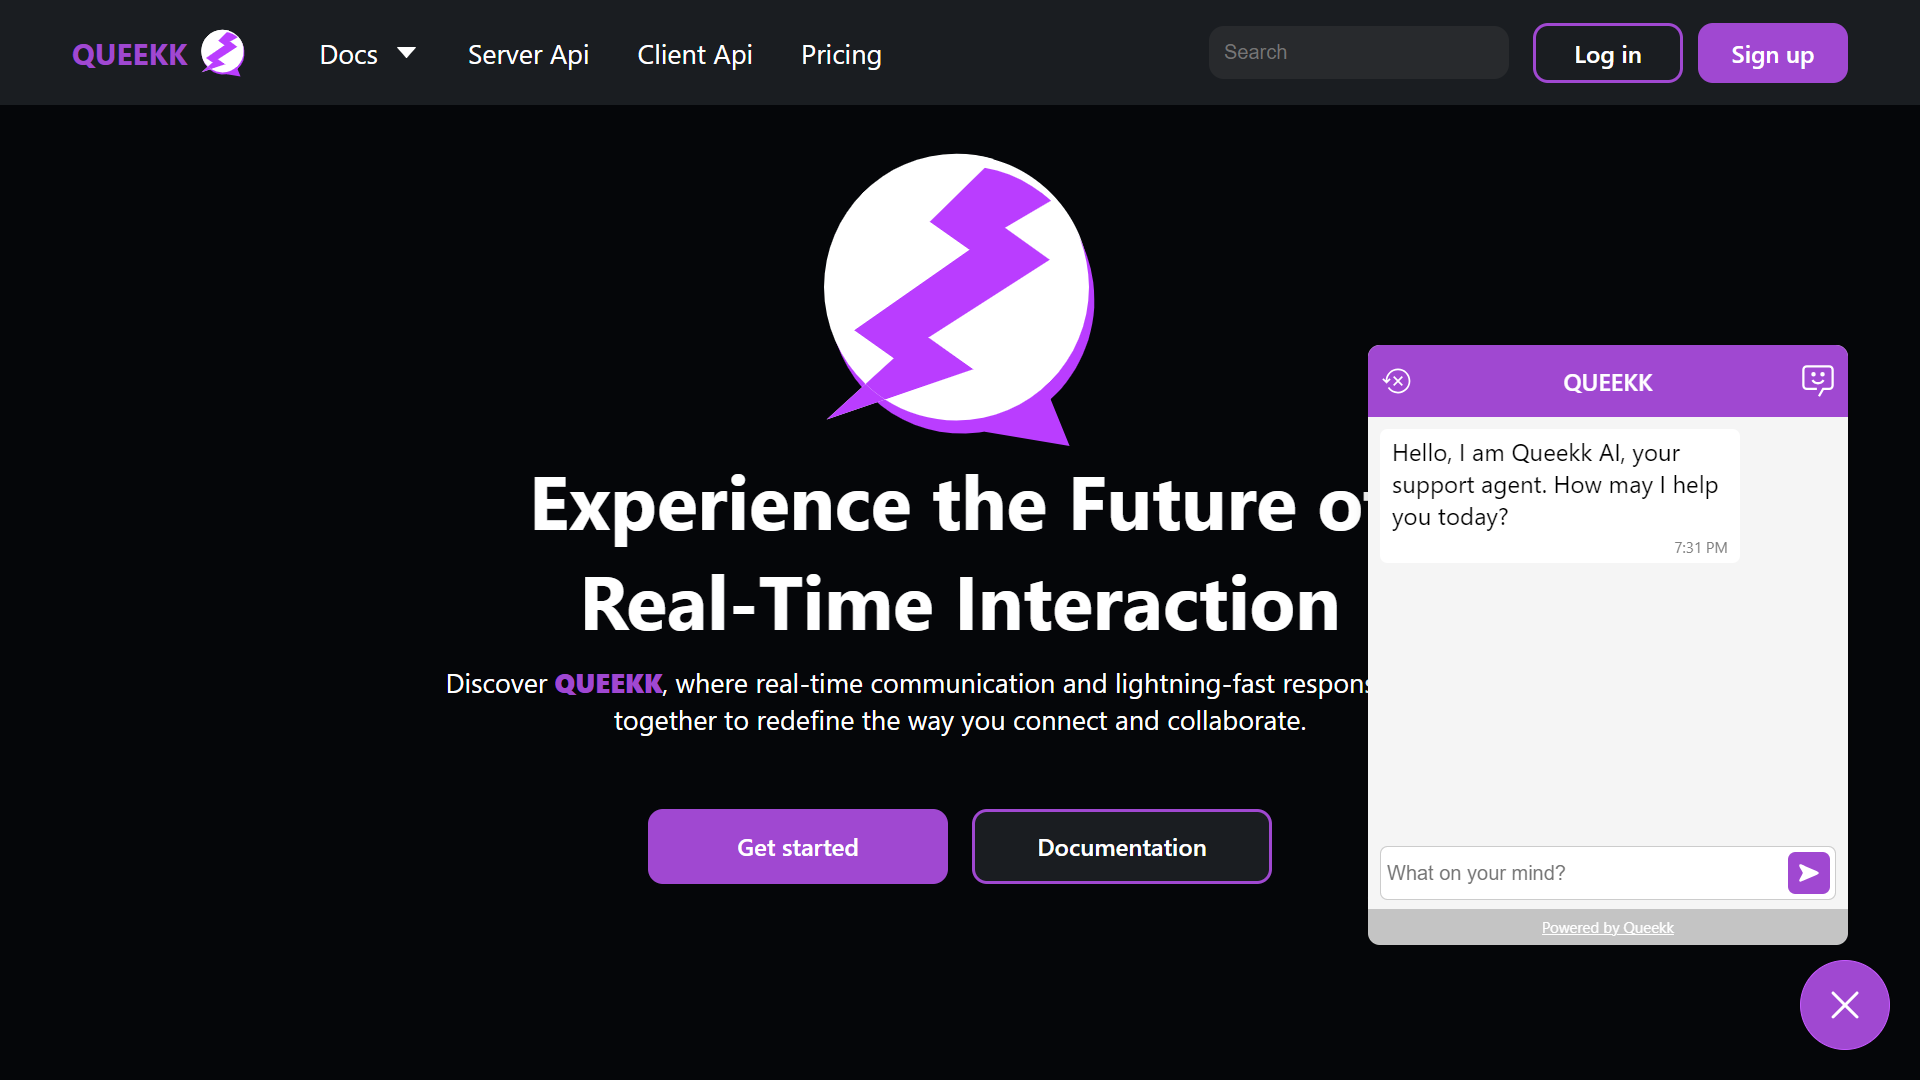 QUEEKK
Docs
Server Api
Client Api
Pricing
Search
Log in
Sign up
Experience the Future of
Real-Time Interaction
Discover QUEEKK, where real-time communication and lightning-fast
together to redefine the way you connect and collaborate.
Get started
Documentation
QUEEKK
Hello, I am Queekk AI, your
support agent. How may I help
you today?
7:31 PM
What on your mind?
Powered by Queekk